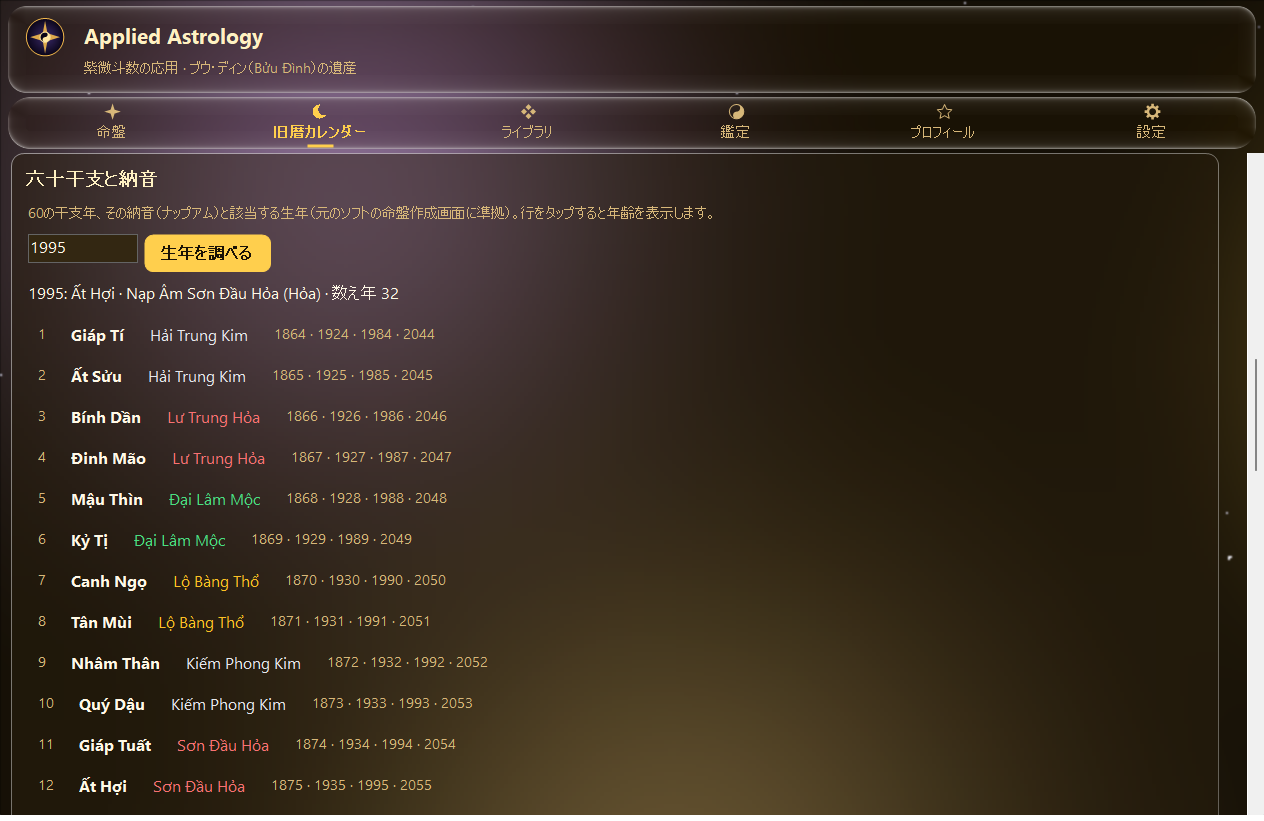 Applied Astrology
紫微斗数の応用 · ブウ・ディン(Bửu Đình)の遺産
命盤
旧暦カレンダー
ライブラリ
鑑定
プロフィール
設定
六十干支と納音
60の干支年、その納音(ナップアム)と該当する生年(元のソフトの命盤作成画面に準拠)。行をタップすると年齢を表示します。
1995 生年を調べる
1995: Ất Hợi · Nạp Âm Sơn Đầu Hỏa (Hỏa) · 数え年 32
1 Giáp Tí Hải Trung Kim 1864 · 1924 · 1984 · 2044
2 Ất Sửu Hải Trung Kim 1865 · 1925 · 1985 · 2045
3 Bính Dần Lư Trung Hỏa 1866 · 1926 · 1986 · 2046
4 Đinh Mão Lư Trung Hỏa 1867 · 1927 · 1987 · 2047
5 Mậu Thìn Đại Lâm Mộc 1868 · 1928 · 1988 · 2048
6 Kỷ Tị Đại Lâm Mộc 1869 · 1929 · 1989 · 2049
7 Canh Ngọ Lộ Bàng Thổ 1870 · 1930 · 1990 · 2050
8 Tân Mùi Lộ Bàng Thổ 1871 · 1931 · 1991 · 2051
9 Nhâm Thân Kiếm Phong Kim 1872 · 1932 · 1992 · 2052
10 Quý Dậu Kiếm Phong Kim 1873 · 1933 · 1993 · 2053
11 Giáp Tuất Sơn Đầu Hỏa 1874 · 1934 · 1994 · 2054
12 Ất Hợi Sơn Đầu Hỏa 1875 · 1935 · 1995 · 2055